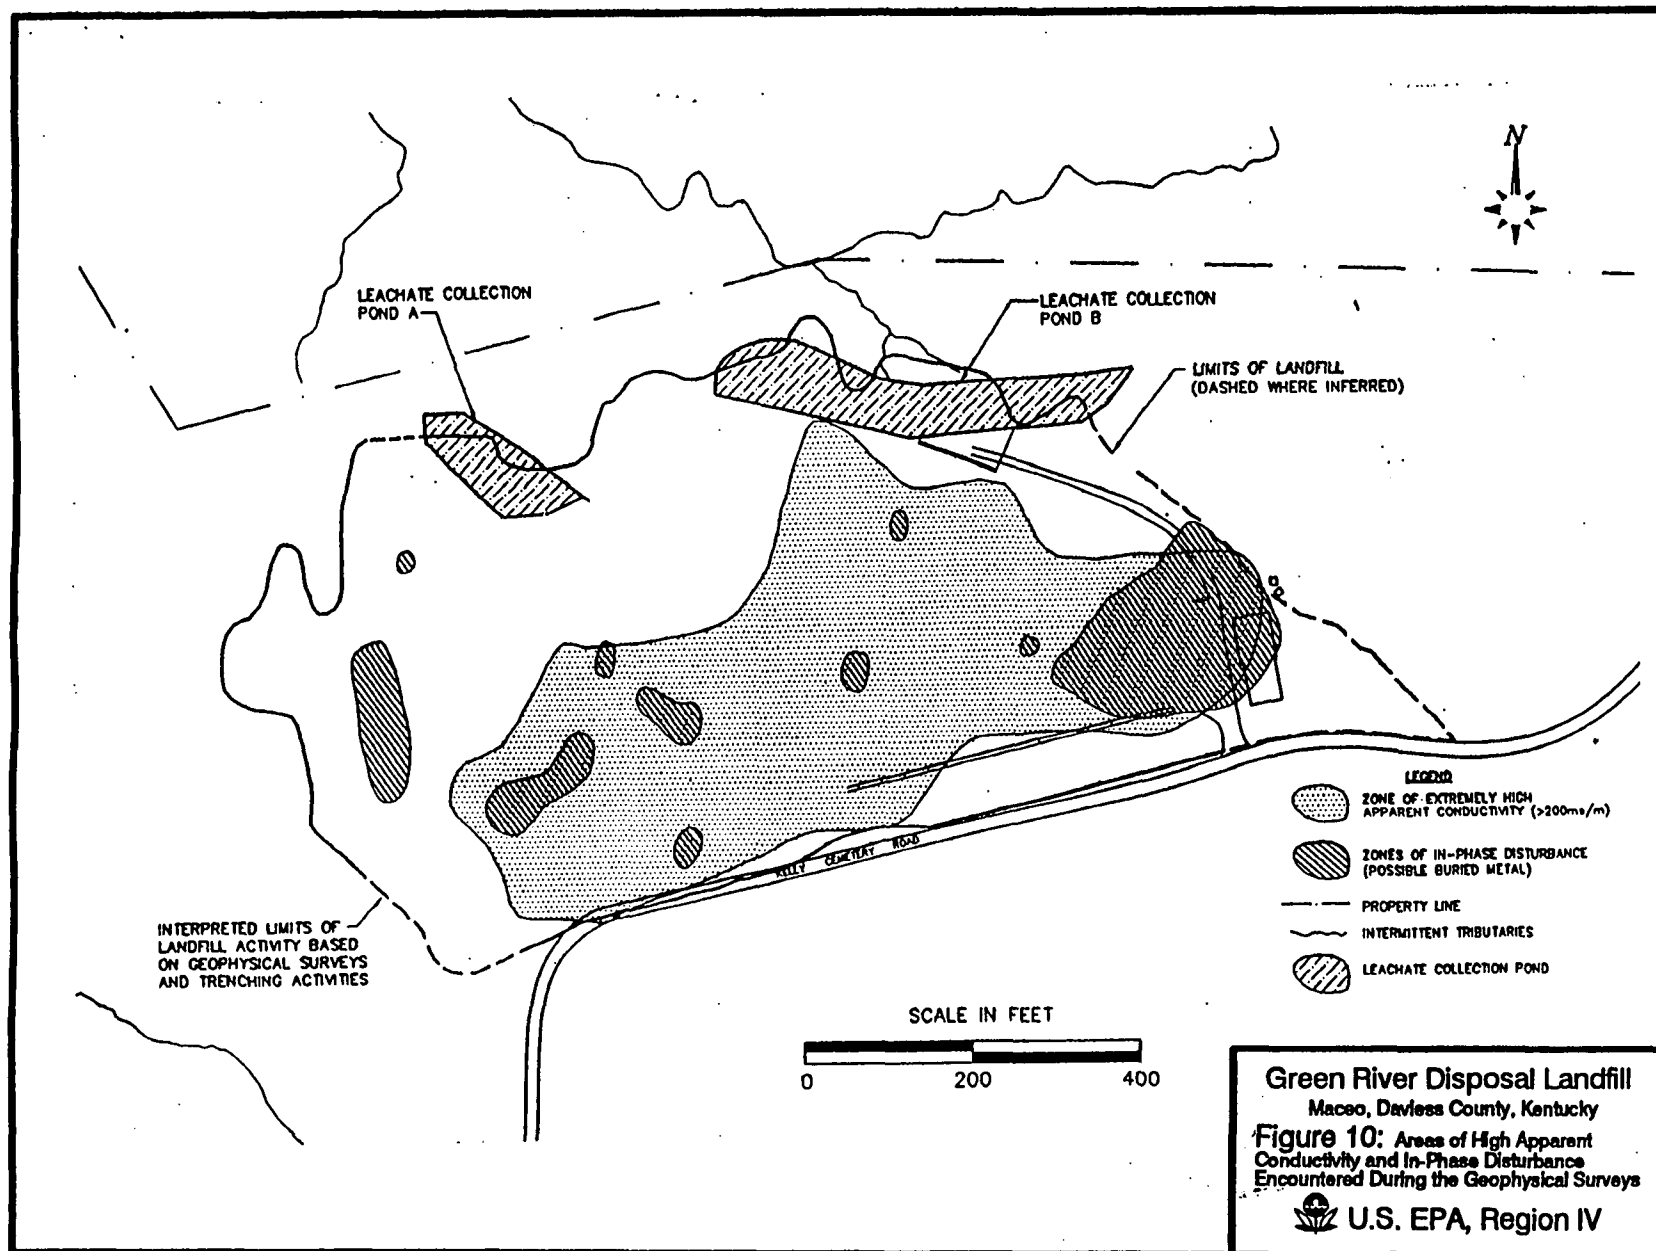 N
LEACHATE COLLECTION
POND A
LEACHATE COLLECTION
POND B
LIMITS OF LANDFILL
(DASHED WHERE INFERRED)
KELLY CEMETERY ROAD
INTERPRETED LIMITS OF
LANDFILL ACTIVITY BASED
ON GEOPHYSICAL SURVEYS
AND TRENCHING ACTIVITIES
LEGEND
ZONE OF EXTREMELY HIGH
APPARENT CONDUCTIVITY (>200ms/m)
ZONES OF IN-PHASE DISTURBANCE
(POSSIBLE BURIED METAL)
PROPERTY LINE
INTERMITTENT TRIBUTARIES
LEACHATE COLLECTION POND
SCALE IN FEET
0 200 400
Green River Disposal Landfill
Maceo, Daviess County, Kentucky
Figure 10: Areas of High Apparent
Conductivity and In-Phase Disturbance
Encountered During the Geophysical Surveys
U.S. EPA, Region IV